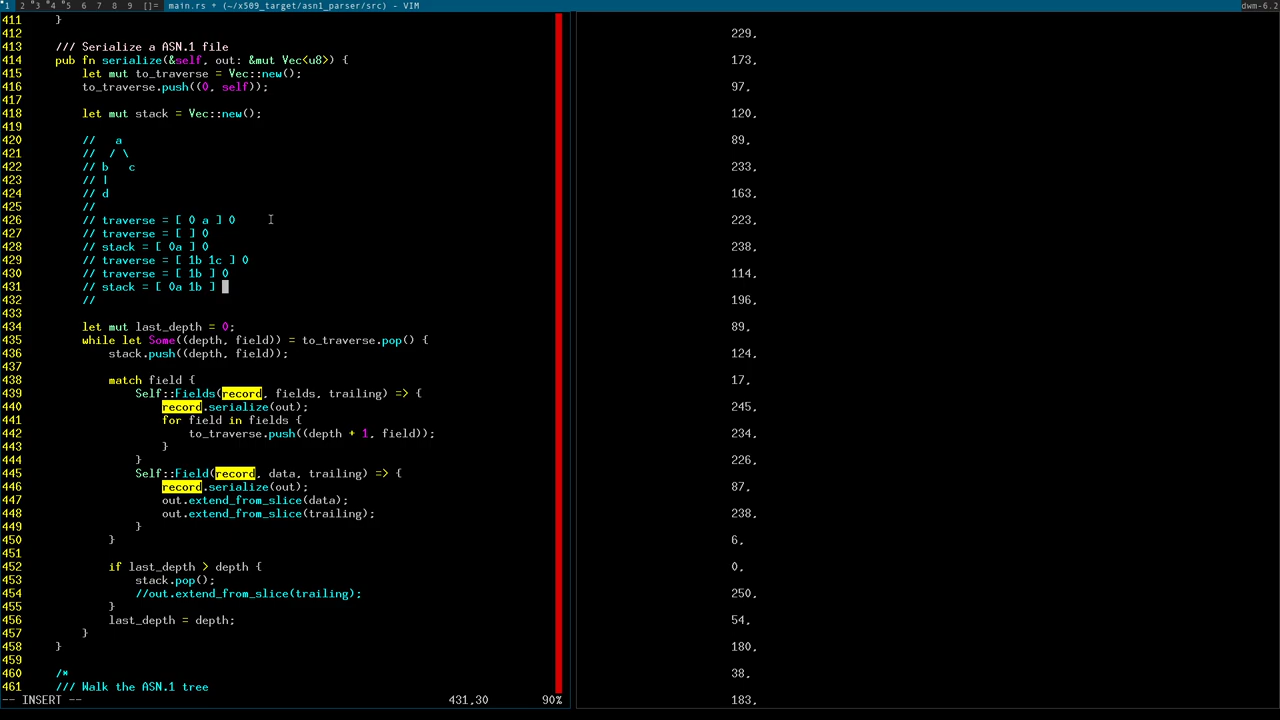 1 2 3 4 5 6 7 8 9 []= main.rs + (~/x509_target/asn1_parser/src) - VIM dwm-6.2
411     }
412
413     /// Serialize a ASN.1 file
414     pub fn serialize(&self, out: &mut Vec<u8>) {
415         let mut to_traverse = Vec::new();
416         to_traverse.push((0, self));
417
418         let mut stack = Vec::new();
419
420         //   a
421         //  / \
422         // b   c
423         // |
424         // d
425         //
426         // traverse = [ 0 a ] 0
427         // traverse = [ ] 0
428         // stack = [ 0a ] 0
429         // traverse = [ 1b 1c ] 0
430         // traverse = [ 1b ] 0
431         // stack = [ 0a 1b ]
432         //
433
434         let mut last_depth = 0;
435         while let Some((depth, field)) = to_traverse.pop() {
436             stack.push((depth, field));
437
438             match field {
439                 Self::Fields(record, fields, trailing) => {
440                     record.serialize(out);
441                     for field in fields {
442                         to_traverse.push((depth + 1, field));
443                     }
444                 }
445                 Self::Field(record, data, trailing) => {
446                     record.serialize(out);
447                     out.extend_from_slice(data);
448                     out.extend_from_slice(trailing);
449                 }
450             }
451
452             if last_depth > depth {
453                 stack.pop();
454                 //out.extend_from_slice(trailing);
455             }
456             last_depth = depth;
457         }
458     }
459
460     /*
461     /// Walk the ASN.1 tree
-- INSERT -- 431,30 90%
229,
173,
97,
120,
89,
233,
163,
223,
238,
114,
196,
89,
124,
17,
245,
234,
226,
87,
238,
6,
0,
250,
54,
180,
38,
183,